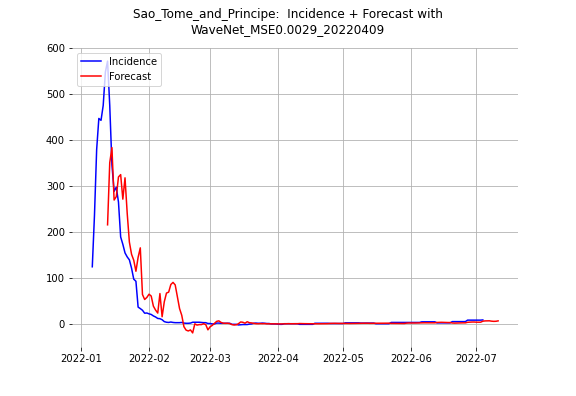 Sao_Tome_and_Principe:  Incidence + Forecast with
WaveNet_MSE0.0029_20220409
600
500
400
300
200
100
0
Incidence
Forecast
2022-01 2022-02 2022-03 2022-04 2022-05 2022-06 2022-07